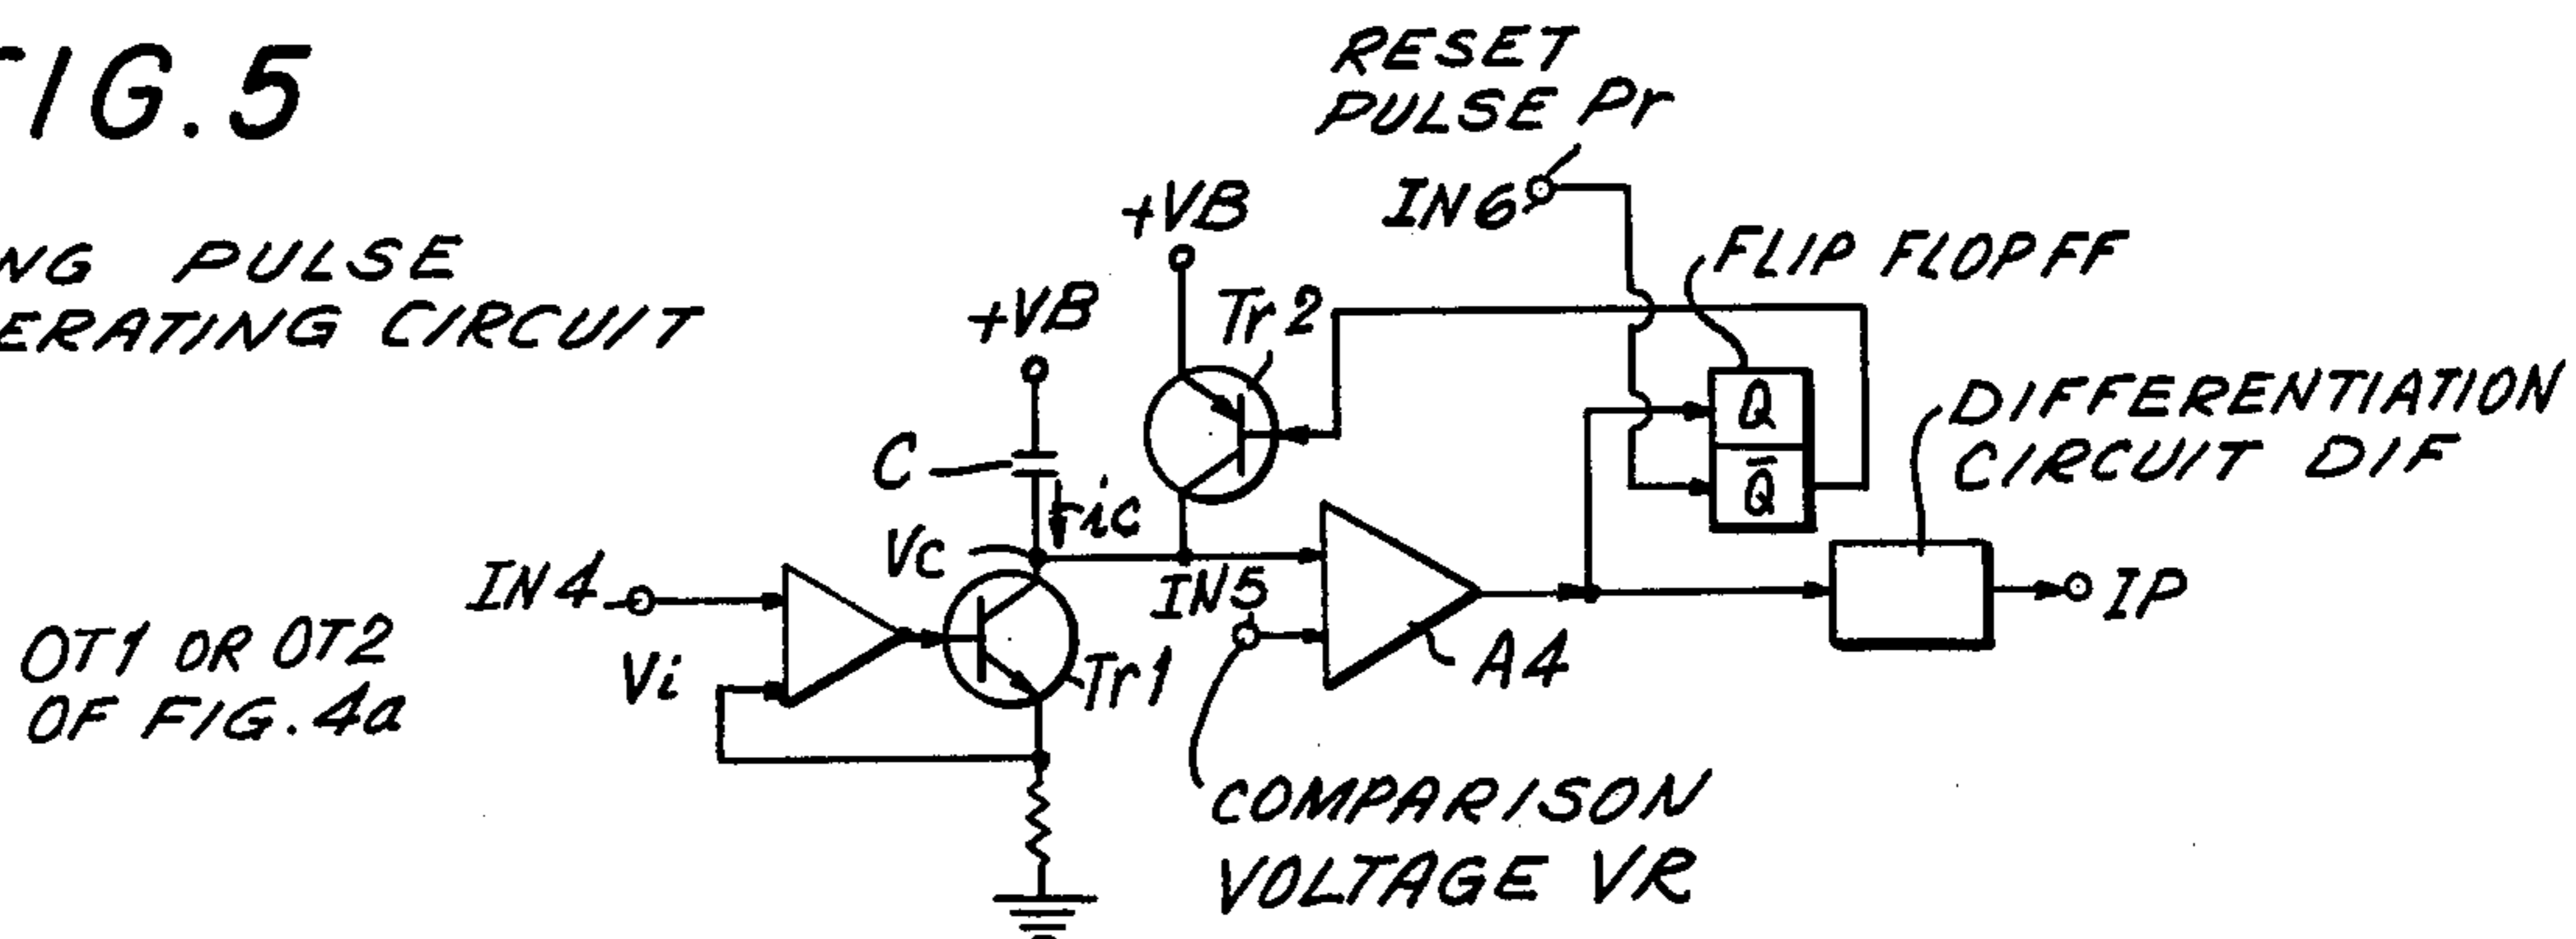 FIG.5
NG PULSE
ERATING CIRCUIT
RESET
PULSE Pr
IN6
+VB
+VB
Tr2
FLIP FLOP FF
Q
Q̄
DIFFERENTIATION
CIRCUIT DIF
C
ic
VC
IN4
Vi
OT1 OR OT2
OF FIG.4a
Tr1
IN5
A4
IP
COMPARISON
VOLTAGE VR